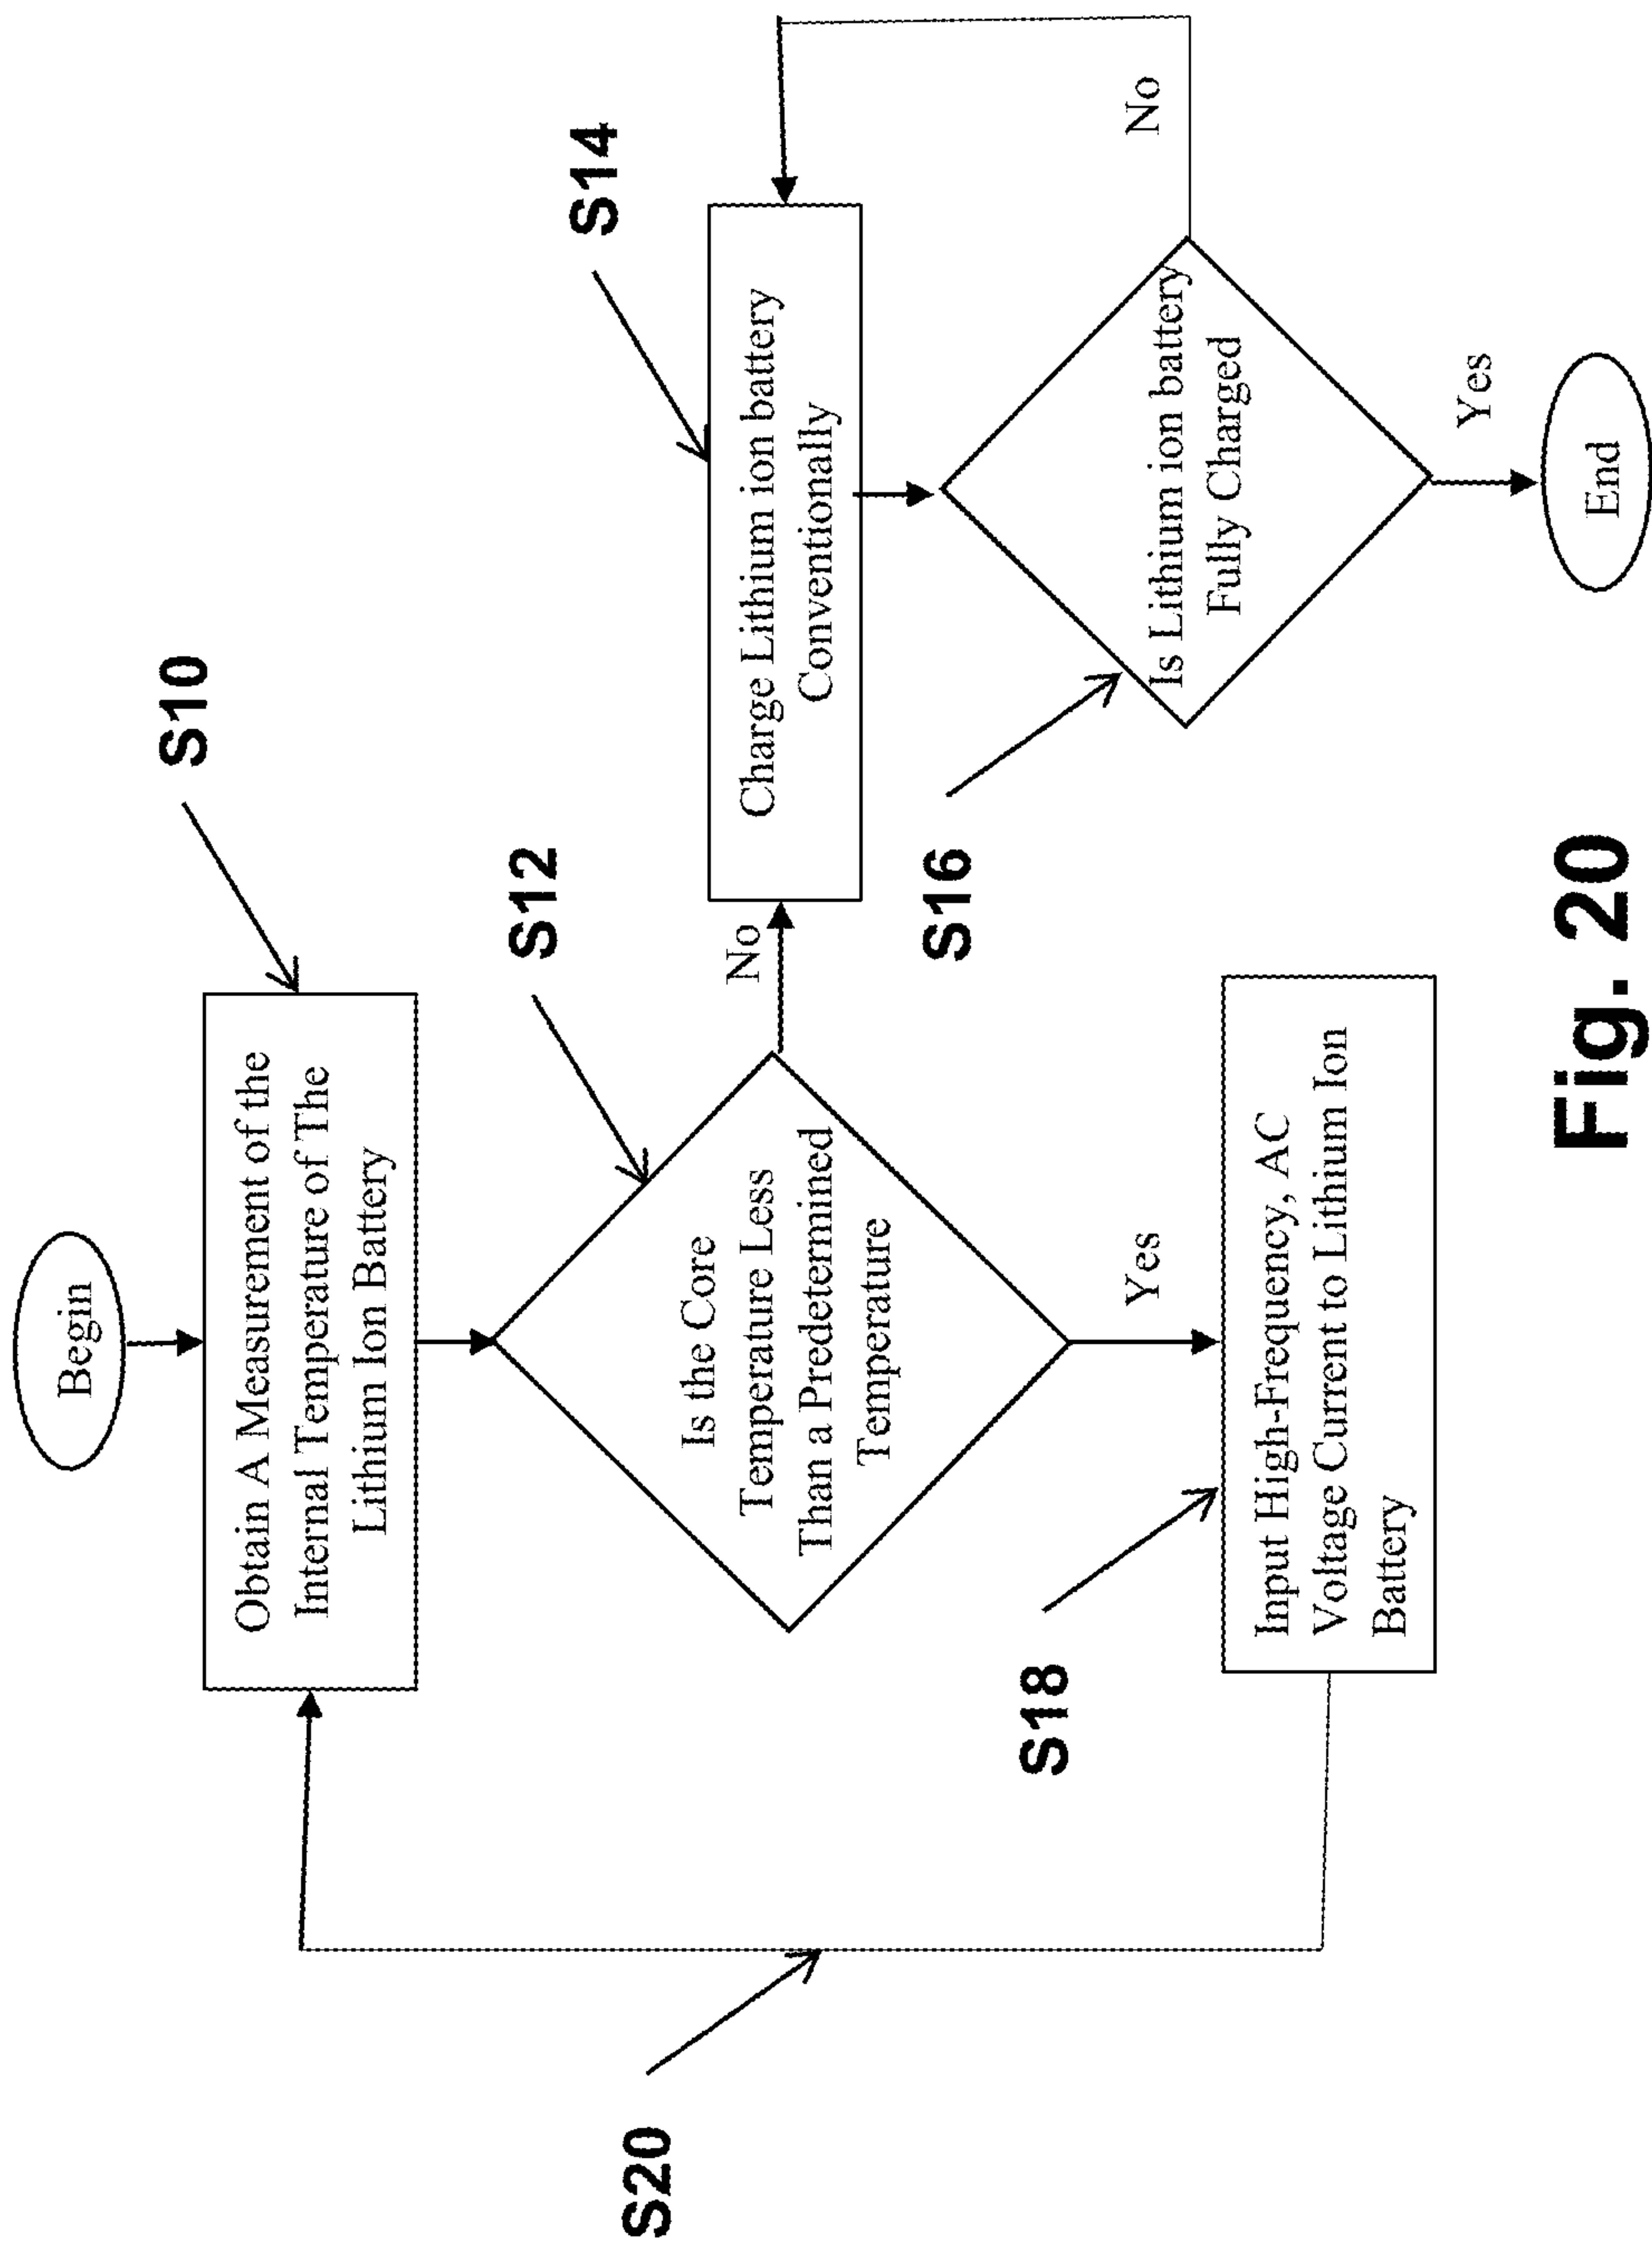 Begin
S10
Obtain A Measurement of the
Internal Temperature of The
Lithium Ion Battery
S12
Is the Core
Temperature Less
Than a Predetermined
Temperature
No
S14
Charge Lithium ion battery
Conventionally
S16
Is Lithium ion battery
Fully Charged
No
Yes
End
Yes
S18
Input High-Frequency, AC
Voltage Current to Lithium Ion
Battery
S20
Fig. 20